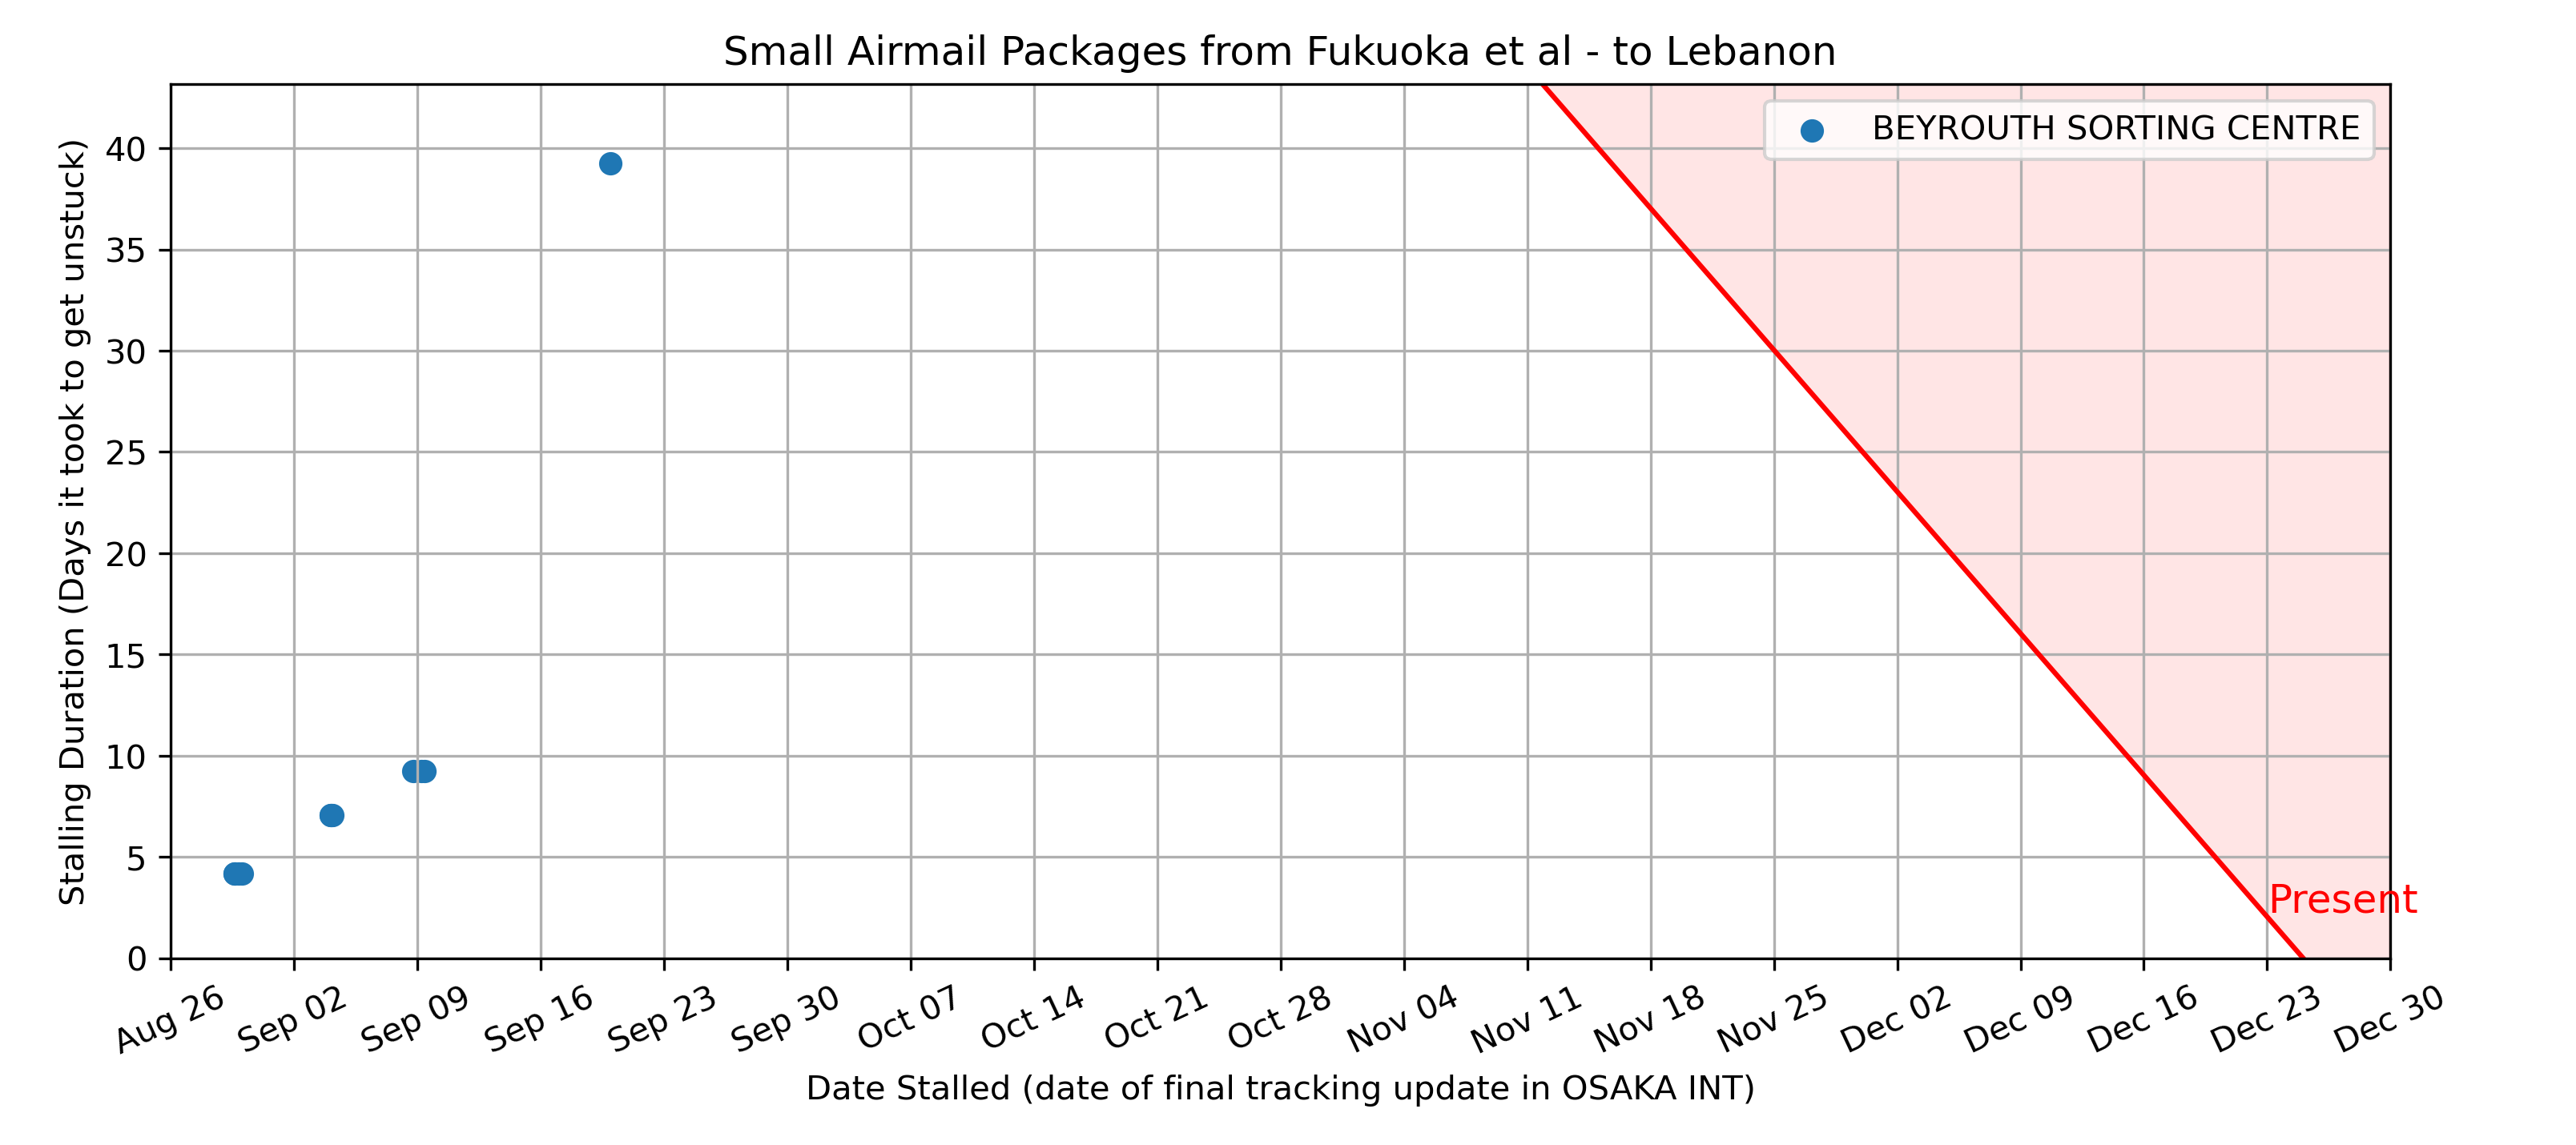 Small Airmail Packages from Fukuoka et al - to Lebanon
BEYROUTH SORTING CENTRE
Stalling Duration (Days it took to get unstuck)
40
35
30
25
20
15
10
5
0
Present
Aug 26
Sep 02
Sep 09
Sep 16
Sep 23
Sep 30
Oct 07
Oct 14
Oct 21
Oct 28
Nov 04
Nov 11
Nov 18
Nov 25
Dec 02
Dec 09
Dec 16
Dec 23
Dec 30
Date Stalled (date of final tracking update in OSAKA INT)